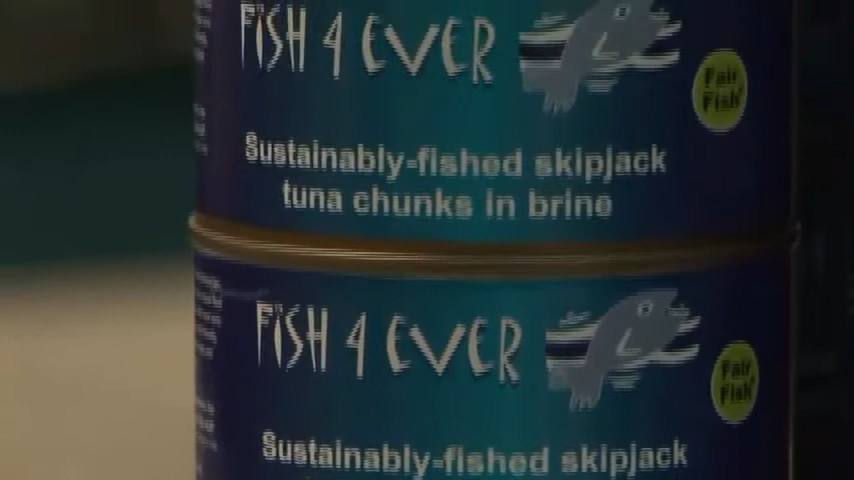 FiSH 4 EVER
Fair
Fish
Sustainably-fished skipjack
tuna chunks in brine
FiSH 4 EVER
Fair
Fish
Sustainably-fished skipjack